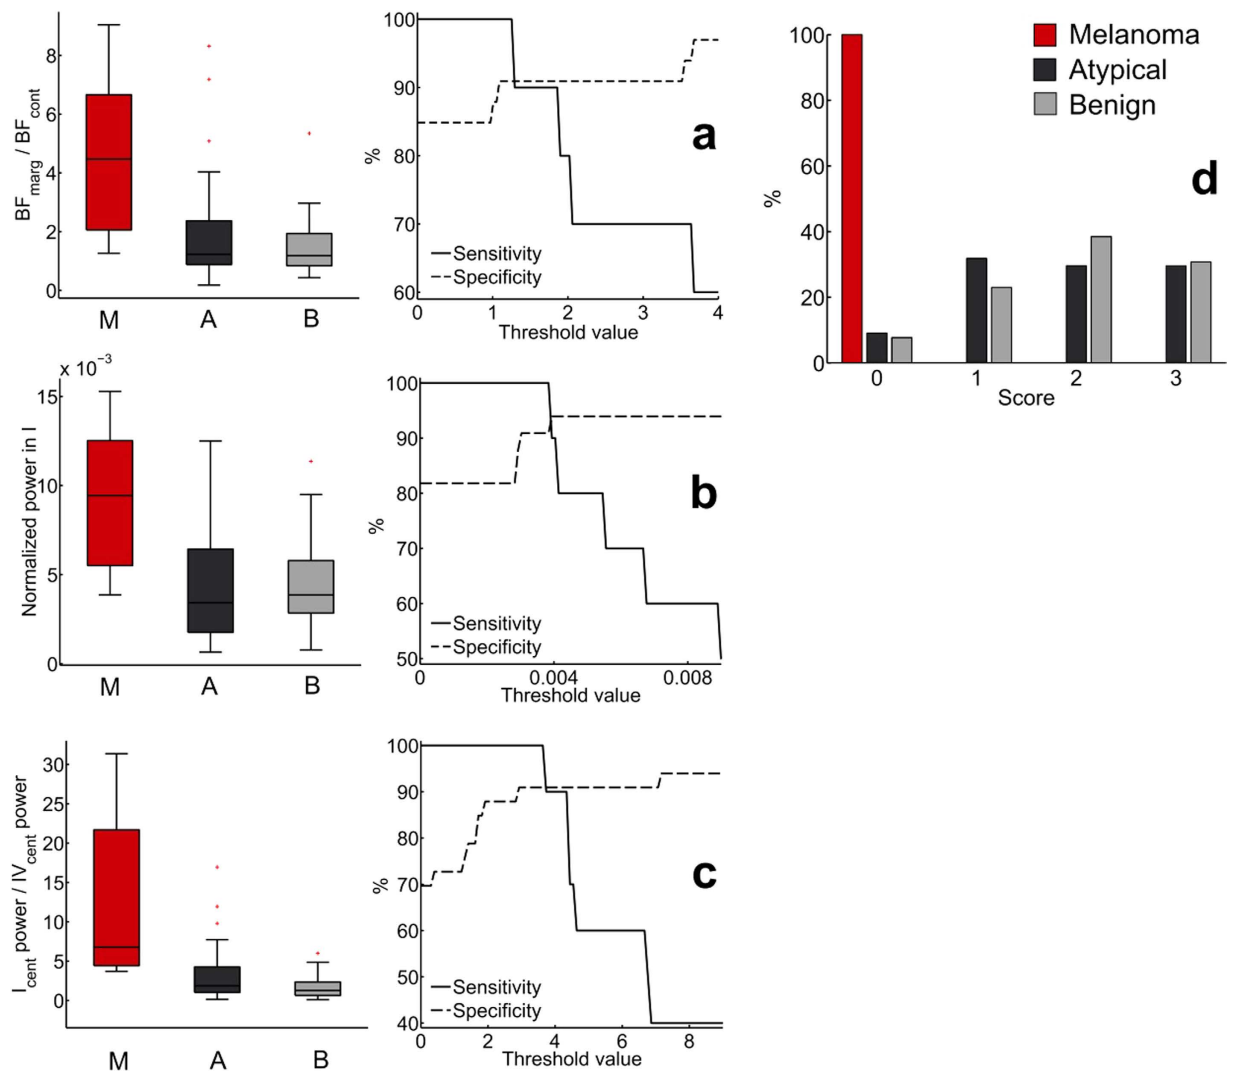 BFmarg / BFcont
8
6
4
2
0
M A B
100
90
80
70
60
%
a
Sensitivity
Specificity
0 1 2 3 4
Threshold value
x 10−3
Normalized power in I
15
10
5
0
M A B
100
90
80
70
60
50
%
b
Sensitivity
Specificity
0 0.004 0.008
Threshold value
Icent power / IVcent power
30
25
20
15
10
5
0
M A B
100
90
80
70
60
50
40
%
c
Sensitivity
Specificity
0 2 4 6 8
Threshold value
Melanoma
Atypical
Benign
d
100
80
60
40
20
0
%
0 1 2 3
Score